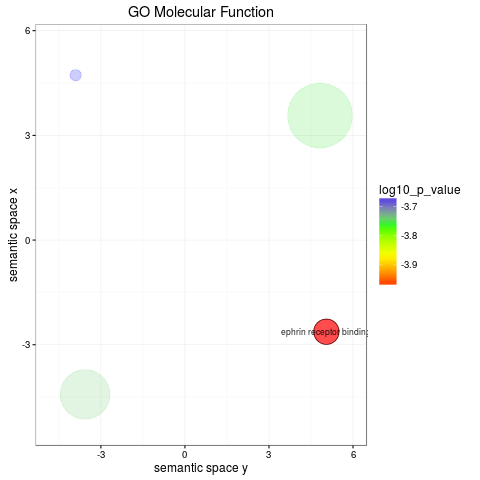 GO Molecular Function
6
3
0
-3
semantic space x
-3
0
3
6
semantic space y
ephrin receptor binding
log10_p_value
-3.7
-3.8
-3.9